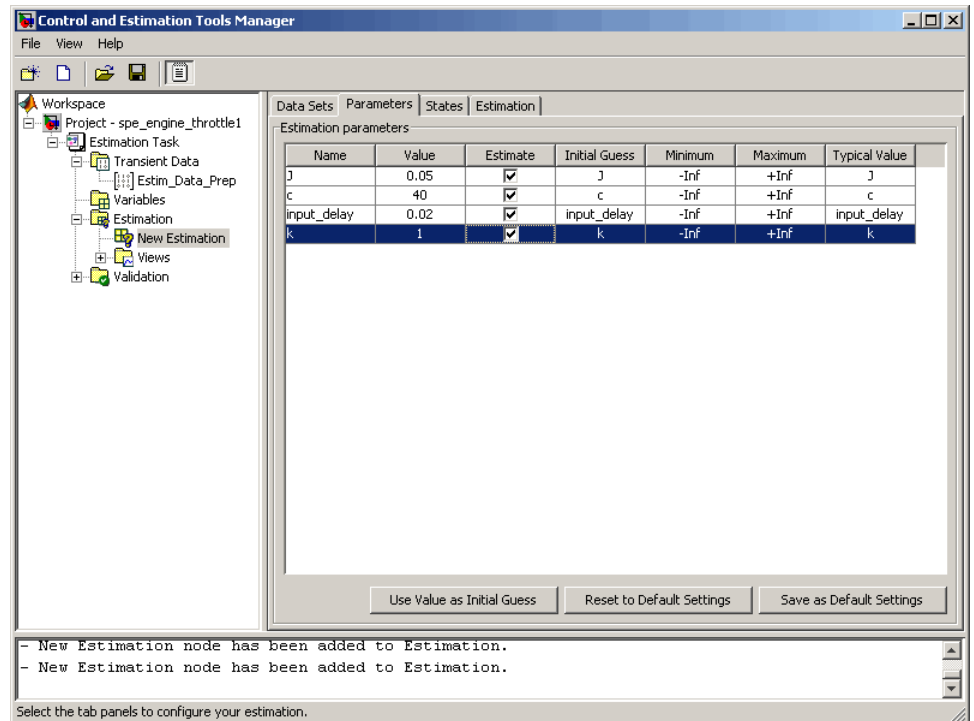 Control and Estimation Tools Manager
File View Help
Workspace
Project - spe_engine_throttle1
Estimation Task
Transient Data
Estim_Data_Prep
Variables
Estimation
New Estimation
Views
Validation
Data Sets Parameters States Estimation
Estimation parameters
Name Value Estimate Initial Guess Minimum Maximum Typical Value
J 0.05 J -Inf +Inf J
c 40 c -Inf +Inf c
input_delay 0.02 input_delay -Inf +Inf input_delay
k 1 k -Inf +Inf k
Use Value as Initial Guess Reset to Default Settings Save as Default Settings
- New Estimation node has been added to Estimation.
- New Estimation node has been added to Estimation.
Select the tab panels to configure your estimation.